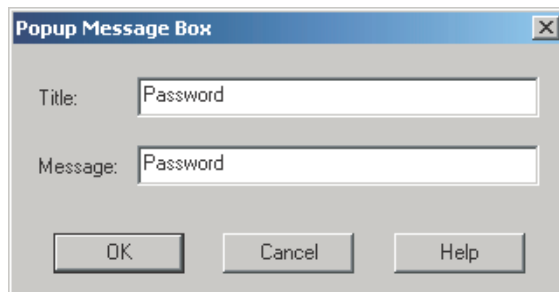 Popup Message Box
Title: Password
Message: Password
OK Cancel Help